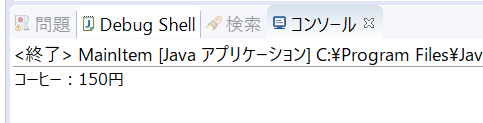 問題 Debug Shell 検索 コンソール
<終了> MainItem [Java アプリケーション] C:¥Program Files¥Jav
コーヒー：150円